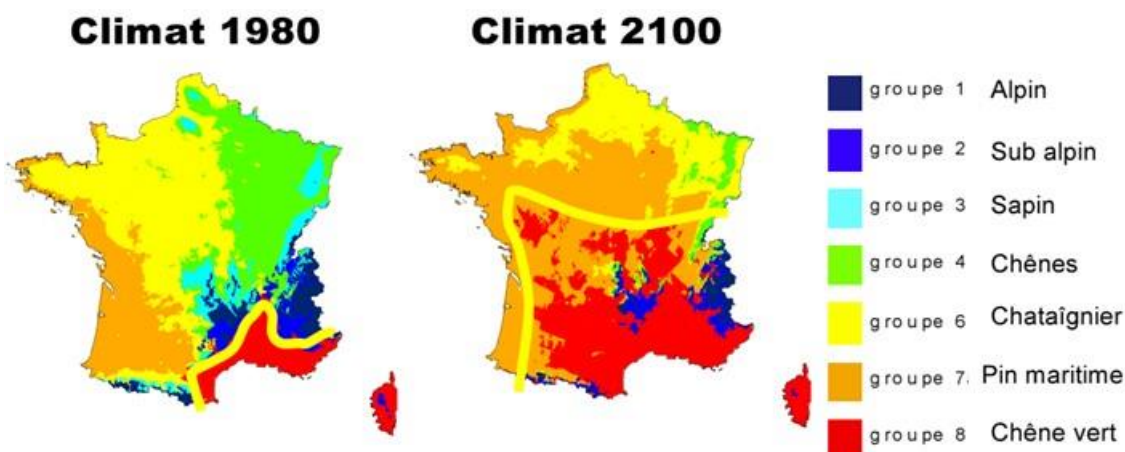 Climat 1980
Climat 2100
groupe 1 Alpin
groupe 2 Sub alpin
groupe 3 Sapin
groupe 4 Chênes
groupe 6 Chataîgnier
groupe 7. Pin maritime
groupe 8 Chêne vert